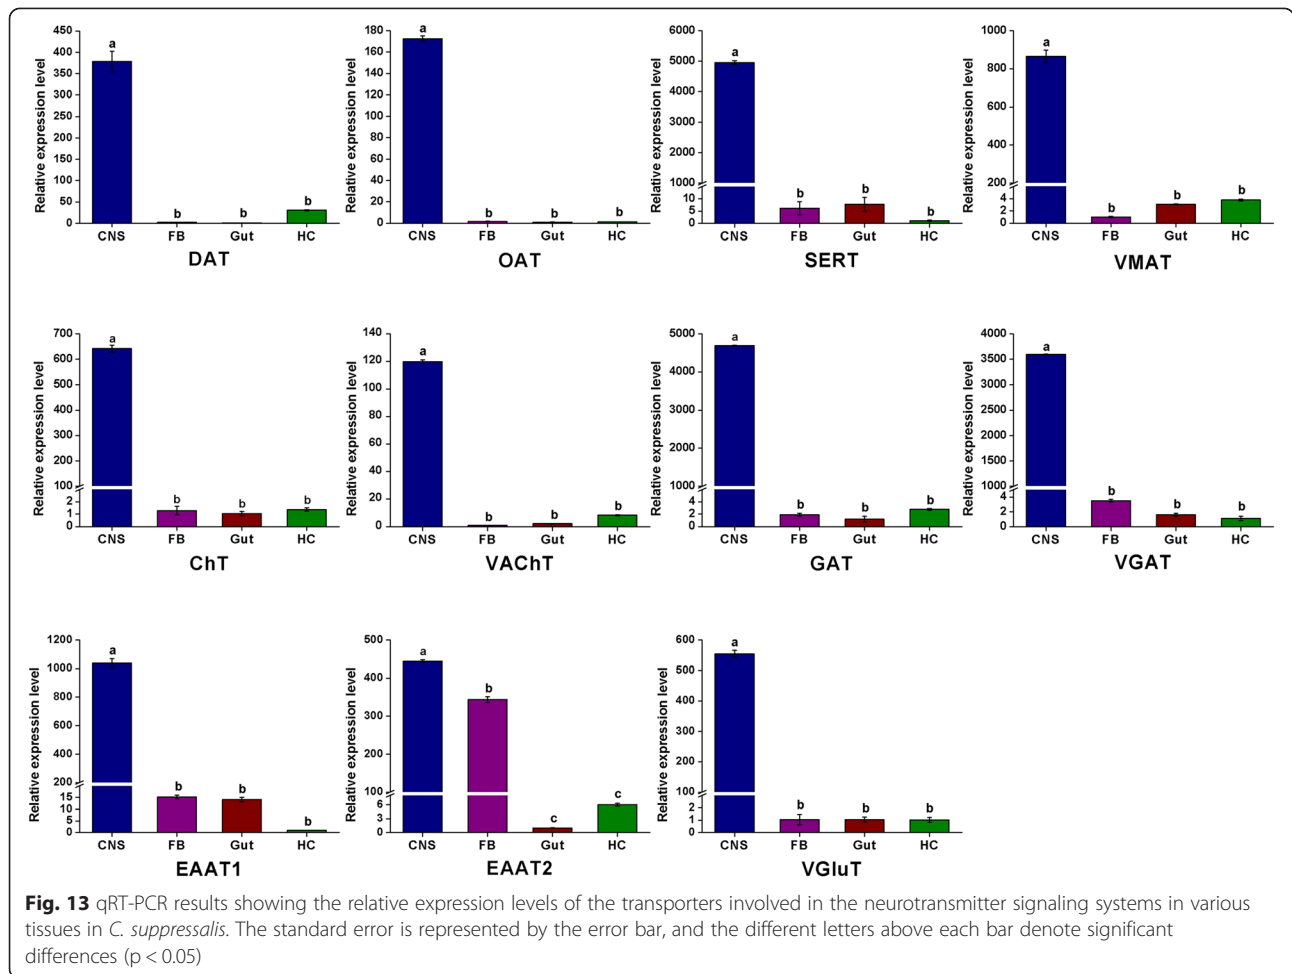 Relative expression level
450
400
350
300
250
200
150
100
50
0
a
b
b
b
CNS FB Gut HC
DAT
Relative expression level
180
160
140
120
100
80
60
40
20
0
a
b
b
b
CNS FB Gut HC
OAT
Relative expression level
6000
5000
4000
3000
2000
1000
10
5
0
a
b
b
b
CNS FB Gut HC
SERT
Relative expression level
1000
800
600
400
200
4
2
0
a
b
b
b
CNS FB Gut HC
VMAT
Relative expression level
700
600
500
400
300
200
100
2
1
0
a
b
b
b
CNS FB Gut HC
ChT
Relative expression level
140
120
100
80
60
40
20
0
a
b
b
b
CNS FB Gut HC
VAChT
Relative expression level
5000
4000
3000
2000
1000
4
2
0
a
b
b
b
CNS FB Gut HC
GAT
Relative expression level
4000
3500
3000
2500
2000
1500
1000
4
2
0
a
b
b
b
CNS FB Gut HC
VGAT
Relative expression level
1200
1000
800
600
400
200
15
10
5
0
a
b
b
b
CNS FB Gut HC
EAAT1
Relative expression level
500
400
300
200
100
6
3
0
a
b
c
c
CNS FB Gut HC
EAAT2
Relative expression level
600
500
400
300
200
100
2
1
0
a
b
b
b
CNS FB Gut HC
VGluT
Fig. 13 qRT-PCR results showing the relative expression levels of the transporters involved in the neurotransmitter signaling systems in various
tissues in C. suppressalis. The standard error is represented by the error bar, and the different letters above each bar denote significant
differences (p < 0.05)